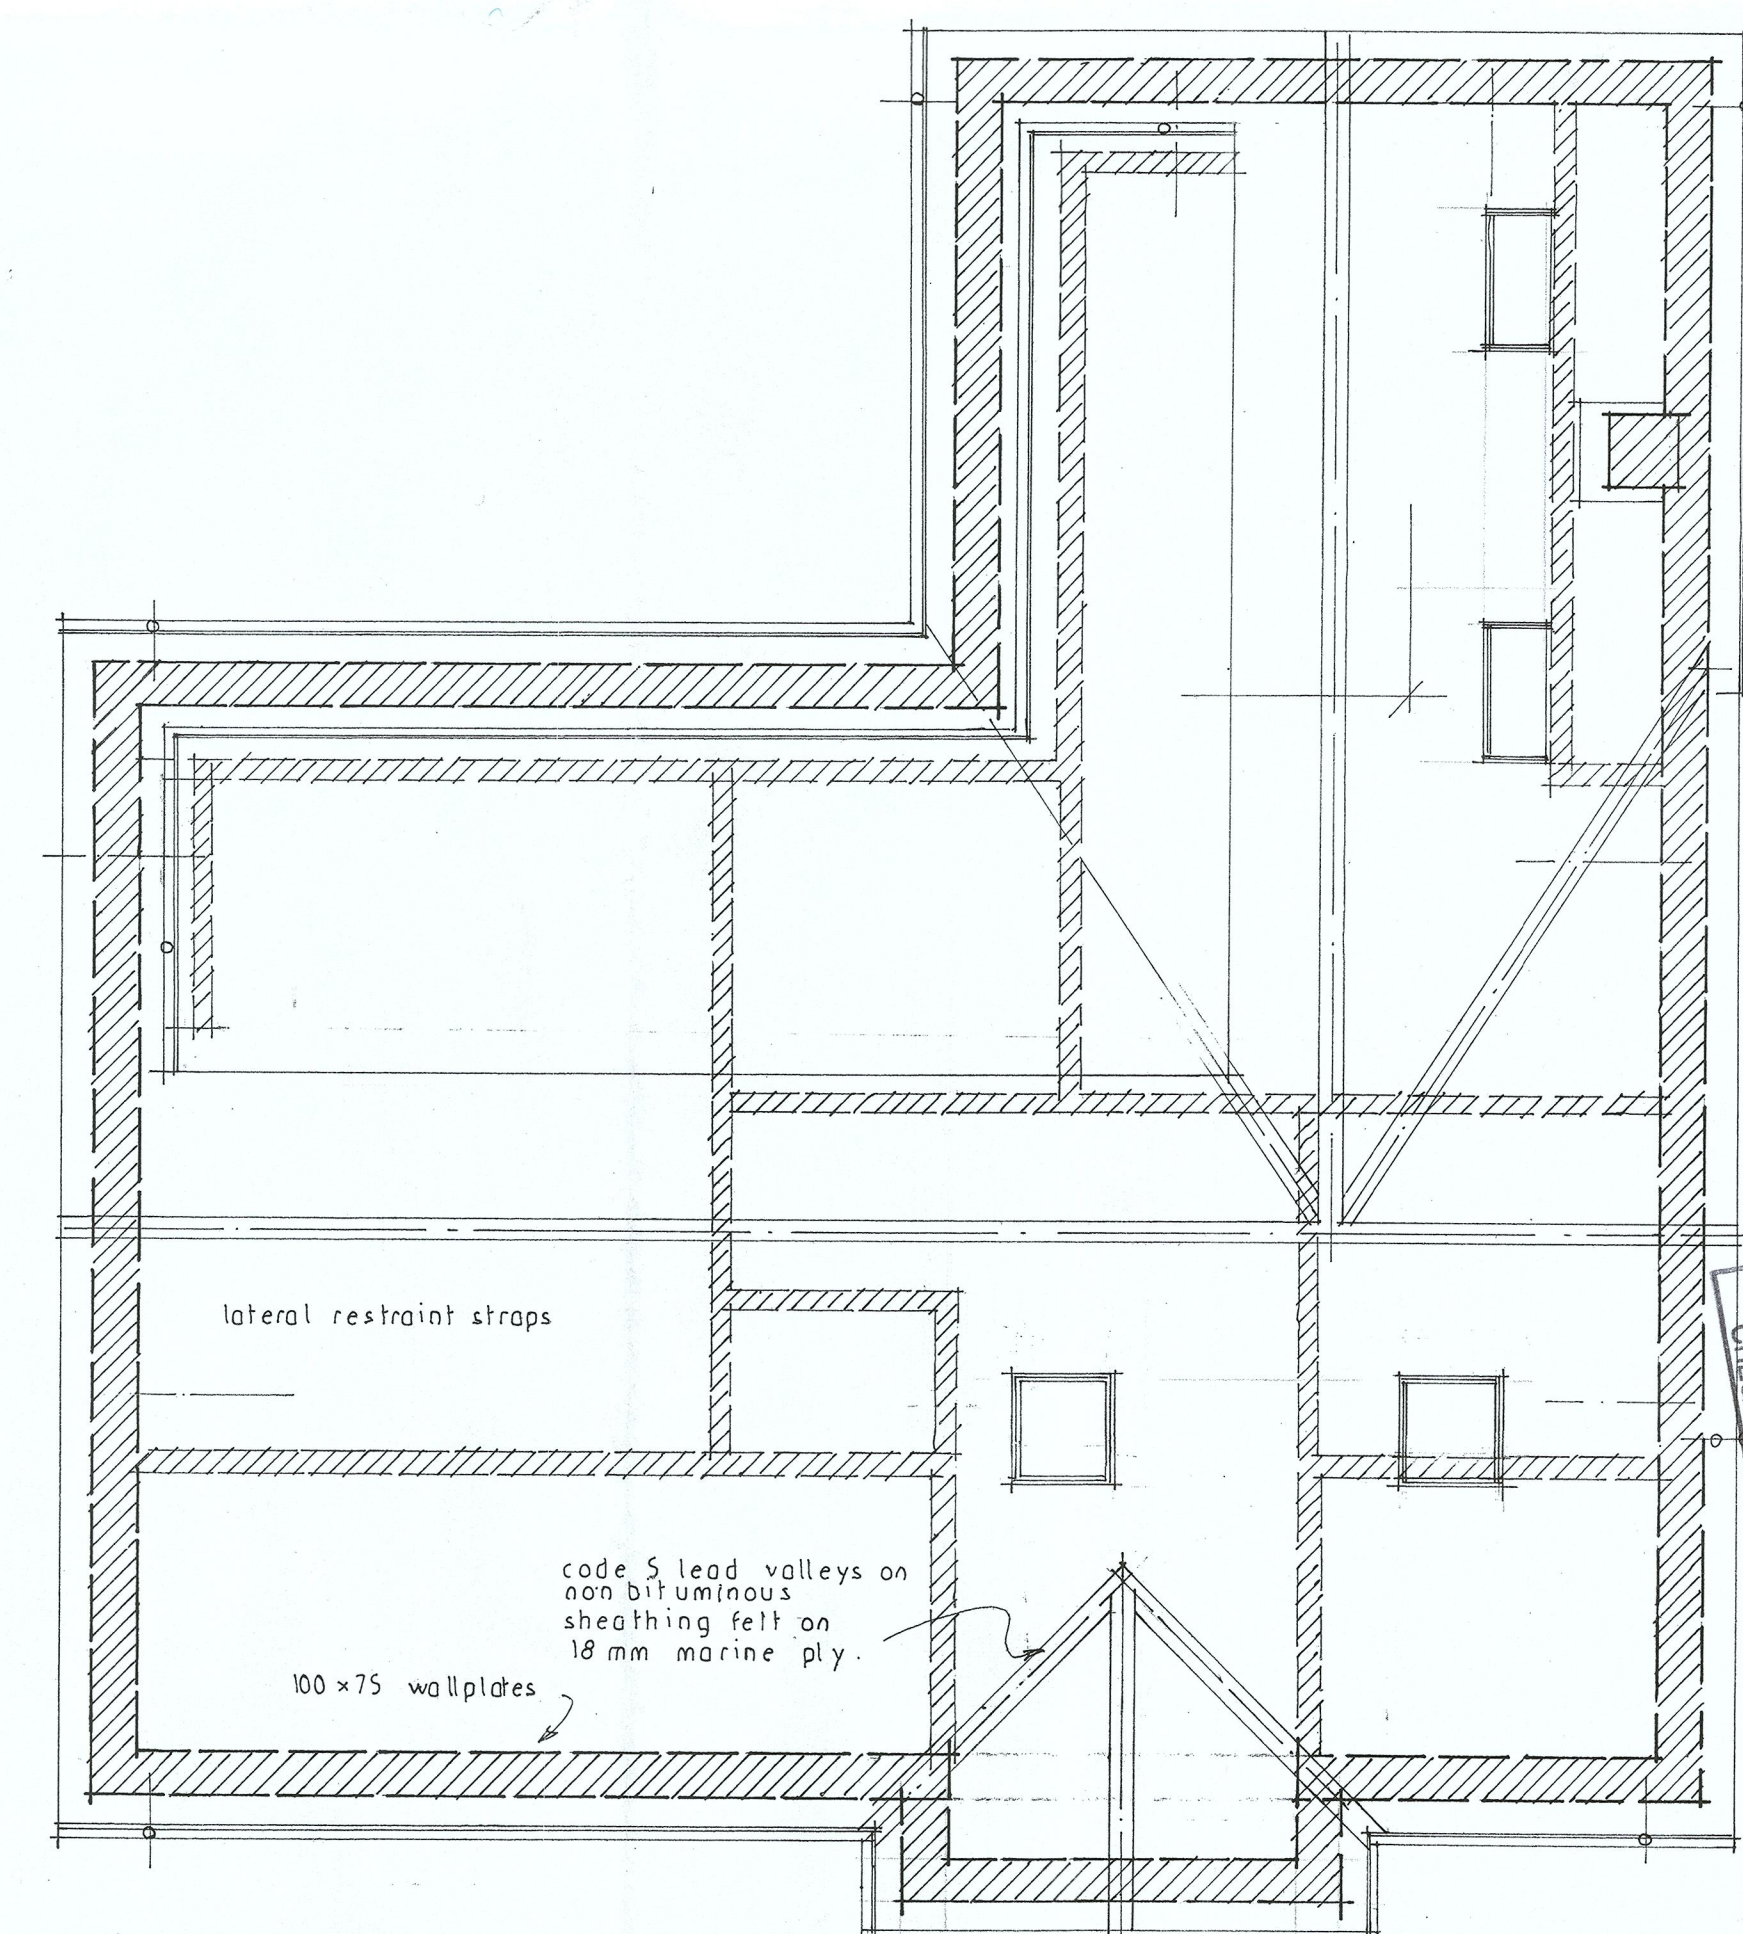 lateral restraint straps
code 5 lead valleys on
non bituminous
sheathing felt on
18 mm marine ply.
100 x 75 wallplates